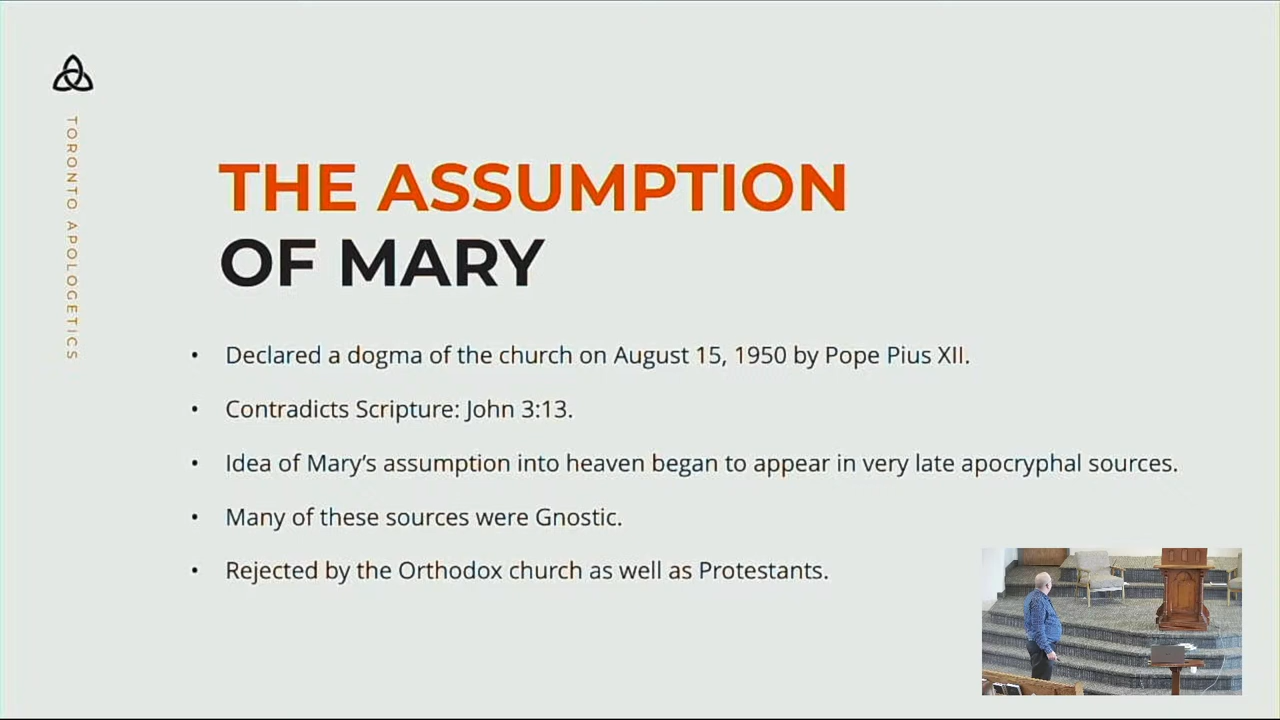 TORONTO APOLOGETICS
THE ASSUMPTION
OF MARY
• Declared a dogma of the church on August 15, 1950 by Pope Pius XII.
• Contradicts Scripture: John 3:13.
• Idea of Mary's assumption into heaven began to appear in very late apocryphal sources.
• Many of these sources were Gnostic.
• Rejected by the Orthodox church as well as Protestants.